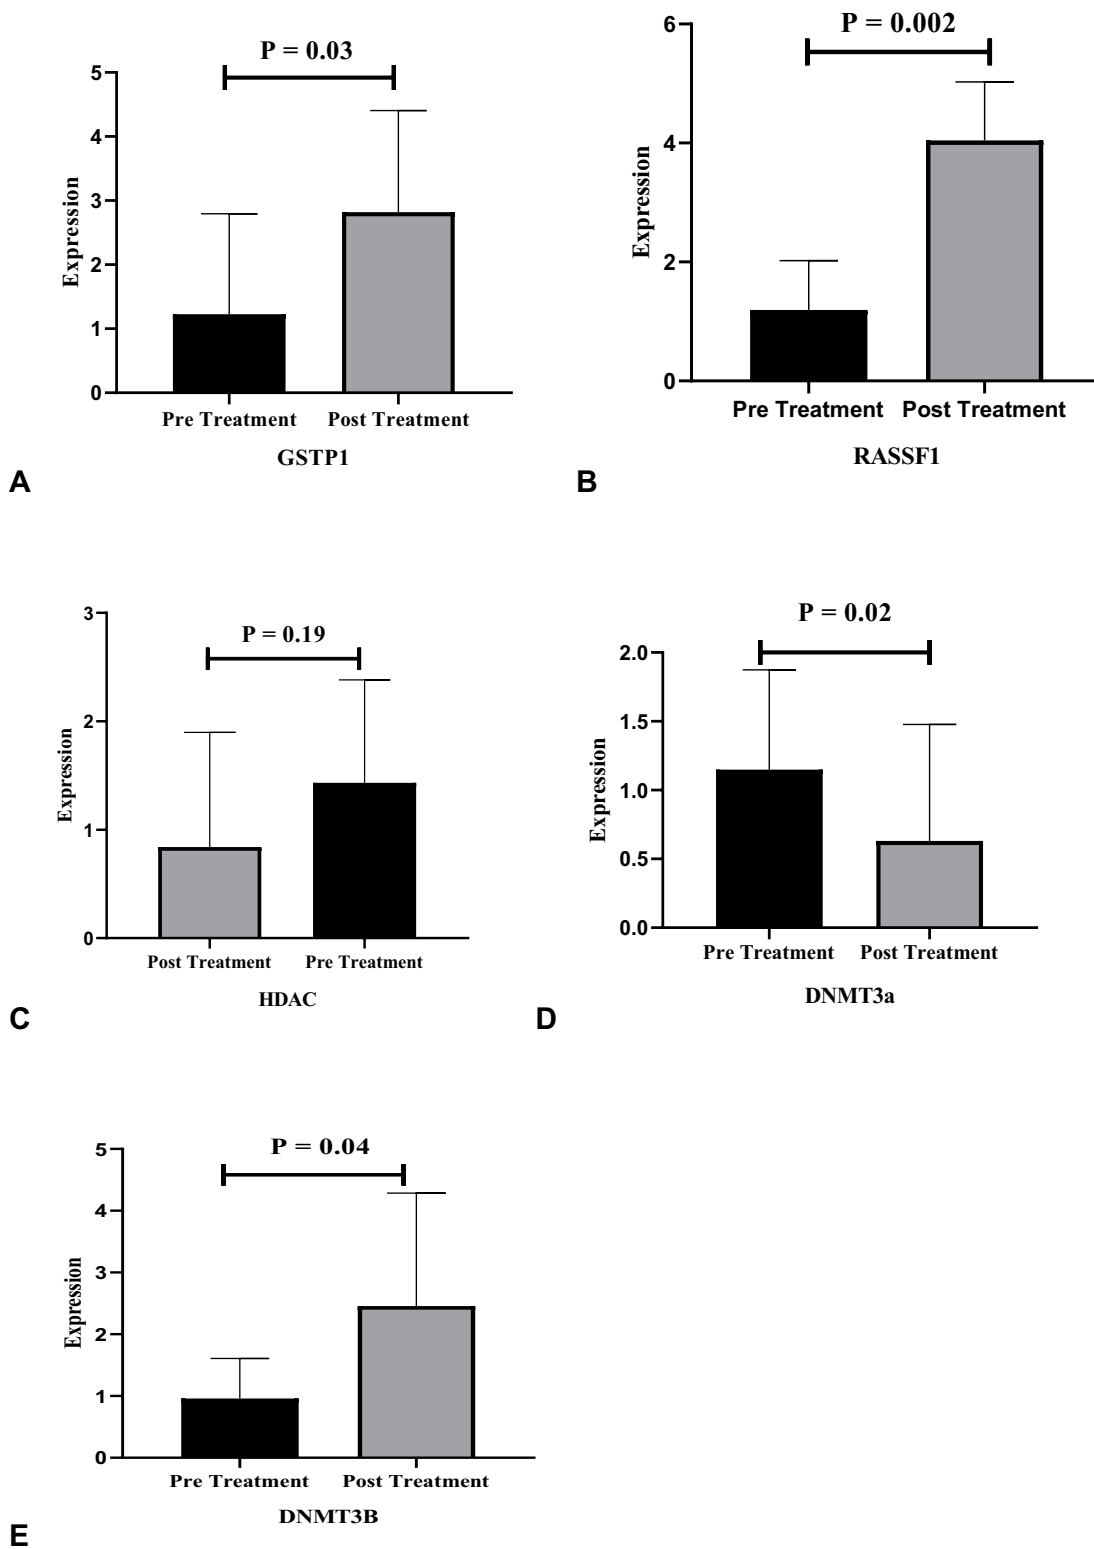 P = 0.03
5
4
3
2
1
0
Expression
Pre Treatment Post Treatment
GSTP1
A
P = 0.002
6
4
2
0
Expression
Pre Treatment Post Treatment
RASSF1
B
P = 0.19
3
2
1
0
Expression
Post Treatment Pre Treatment
HDAC
C
P = 0.02
2.0
1.5
1.0
0.5
0.0
Expression
Pre Treatment Post Treatment
DNMT3a
D
P = 0.04
5
4
3
2
1
0
Expression
Pre Treatment Post Treatment
DNMT3B
E